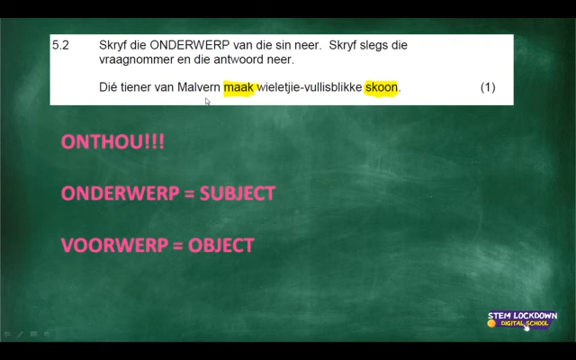 5.2 Skryf die ONDERWERP van die sin neer. Skryf slegs die
vraagnommer en die antwoord neer.
Dié tiener van Malvern maak wieletjie-vullisblikke skoon. (1)
ONTHOU!!!
ONDERWERP = SUBJECT
VOORWERP = OBJECT
STEM LOCKDOWN
DIGITAL SCHOOL